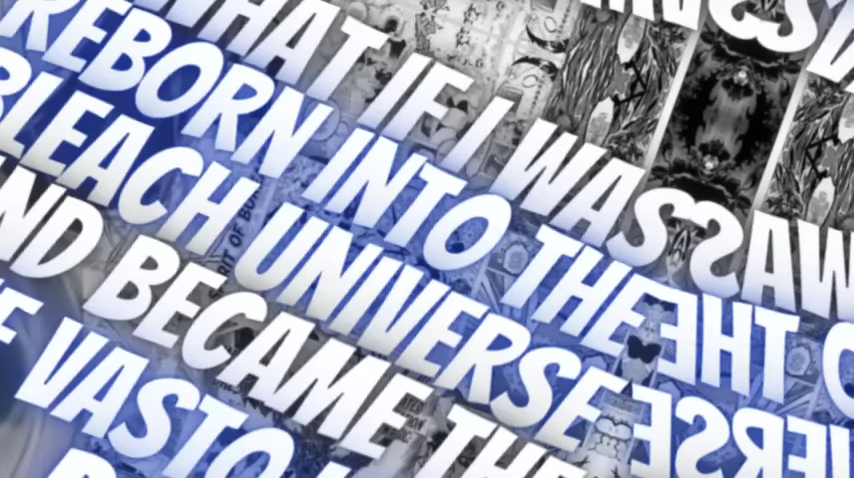 WHAT IF I WAS
REBORN INTO THE
BLEACH UNIVERSE
AND BECAME THE
VASTO